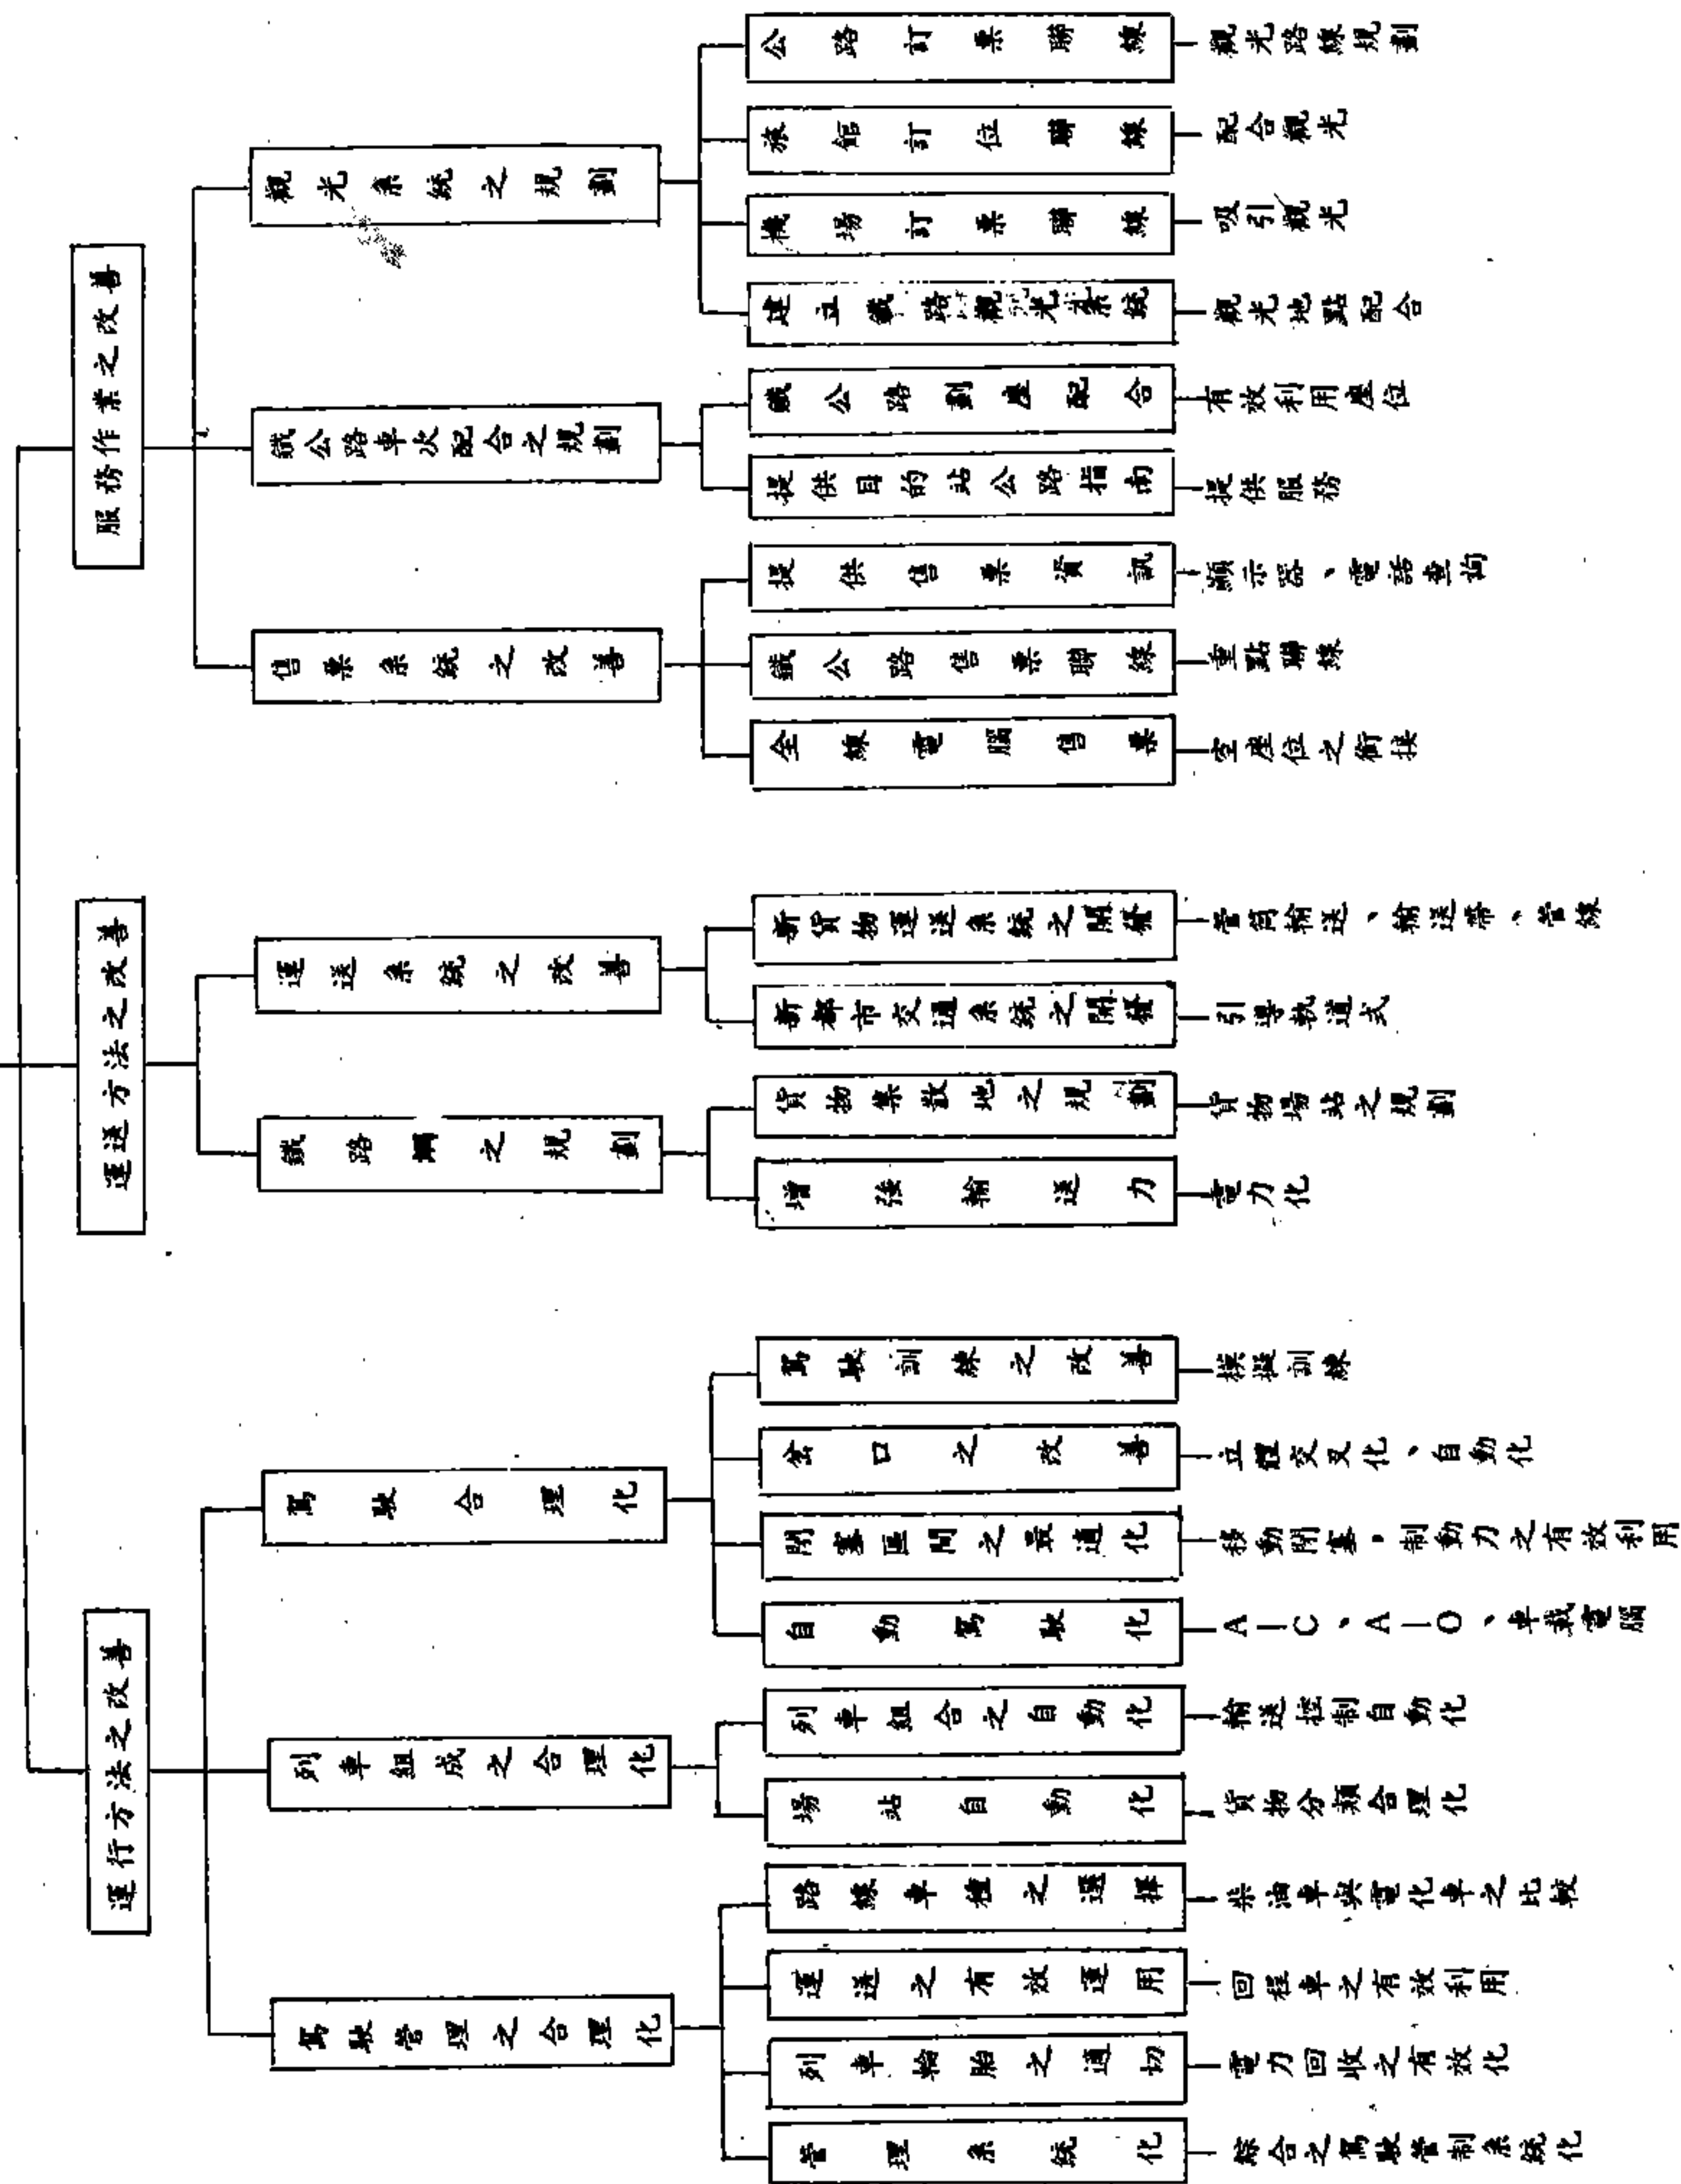 服務作業之改善
觀光系統之規劃
公路訂票聯線
觀光路線規劃
旅館訂位聯線
配合觀光
機場訂票聯線
吸引觀光
建立鐵路觀光系統
觀光地點配合
鐵公路車次配合之規劃
鐵公路劃座配合
有效利用座位
提供目的站公路指南
提供服務
售票系統之改善
提供售票資訊
顯示器、電話查詢
鐵公路售票聯線
重點聯線
全線電腦售票
空座位之銜接
運送方法之改善
運送系統之改善
新貨物運送系統之開發
管筒輸送、輸送帶、管線
新都市交通系統之開發
引導軌道式
鐵路網之規劃
貨物集散地之規劃
貨物場站之規劃
增強輸送力
電力化
運行方法之改善
駕駛合理化
駕駛訓練之改善
模擬訓練
岔口之改善
立體交叉化、自動化
閉塞區間之最適化
移動閉塞，制動力之有效利用
自動駕駛化
A|C、A|O、車載電腦
列車組成之合理化
列車組合之自動化
輸送控制自動化
場站自動化
貨物分類合理化
駕駛管理之合理化
路線車種之選擇
柴油車與電化車之比較
運送之有效運用
回程車之有效利用
列車輪胎之適切
電力回收之有效化
管理系統化
綜合之駕駛管制系統化